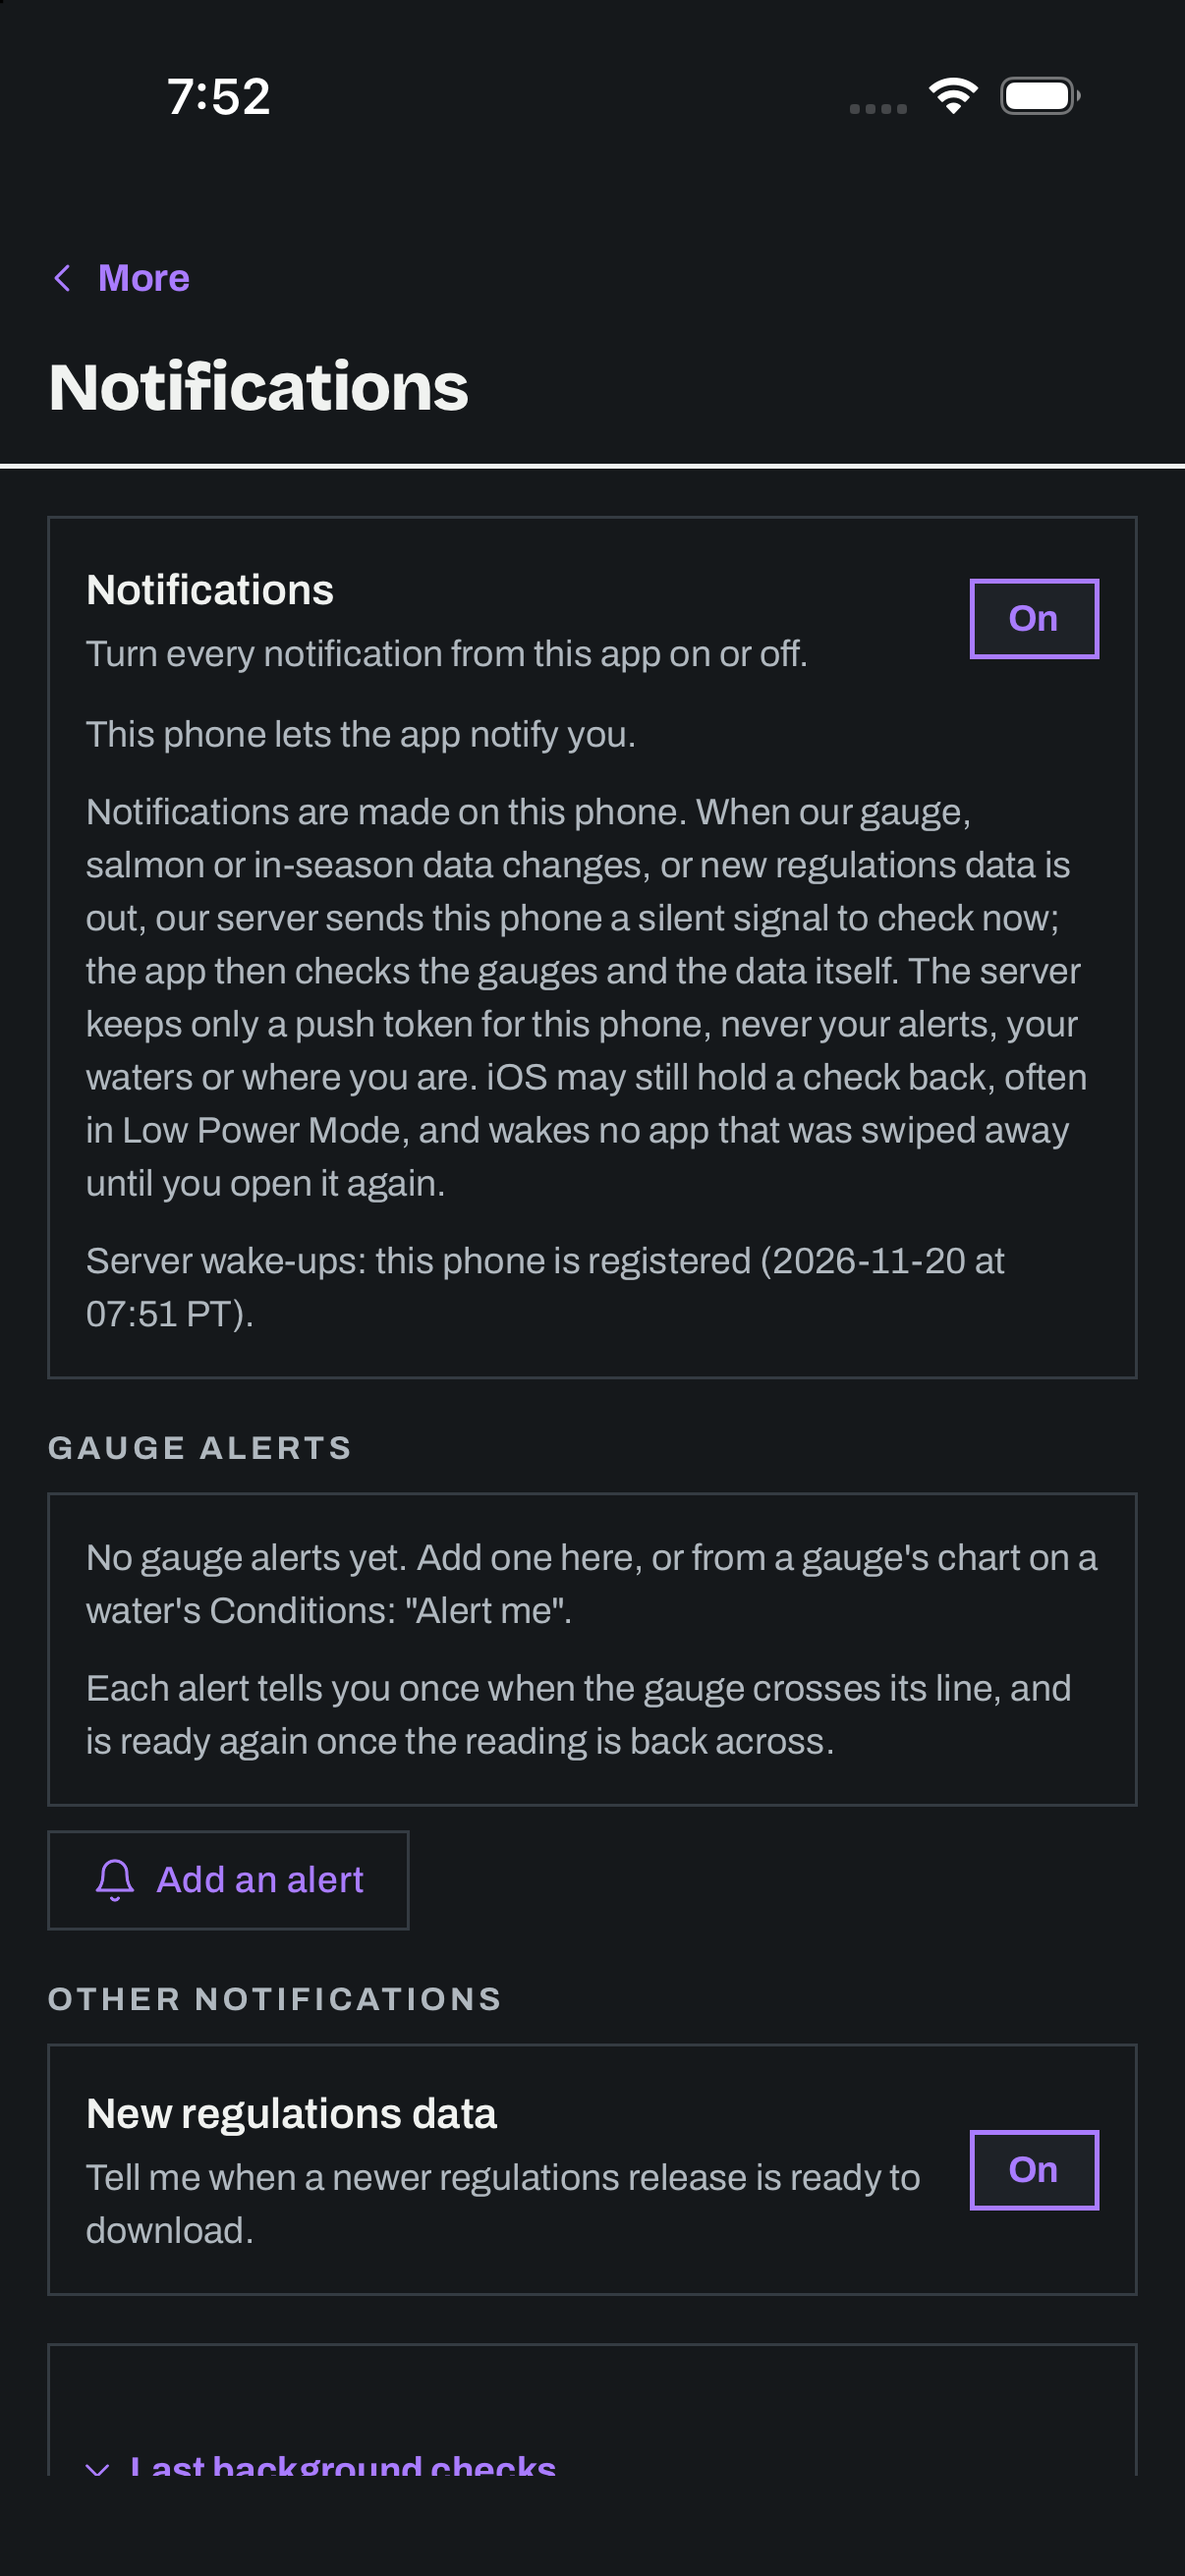 7:52
More
Notifications
Notifications
On
Turn every notification from this app on or off.
This phone lets the app notify you.
Notifications are made on this phone. When our gauge,
salmon or in-season data changes, or new regulations data is
out, our server sends this phone a silent signal to check now;
the app then checks the gauges and the data itself. The server
keeps only a push token for this phone, never your alerts, your
waters or where you are. iOS may still hold a check back, often
in Low Power Mode, and wakes no app that was swiped away
until you open it again.
Server wake-ups: this phone is registered (2026-11-20 at
07:51 PT).
GAUGE ALERTS
No gauge alerts yet. Add one here, or from a gauge's chart on a
water's Conditions: "Alert me".
Each alert tells you once when the gauge crosses its line, and
is ready again once the reading is back across.
Add an alert
OTHER NOTIFICATIONS
New regulations data
On
Tell me when a newer regulations release is ready to
download.
Last background checks